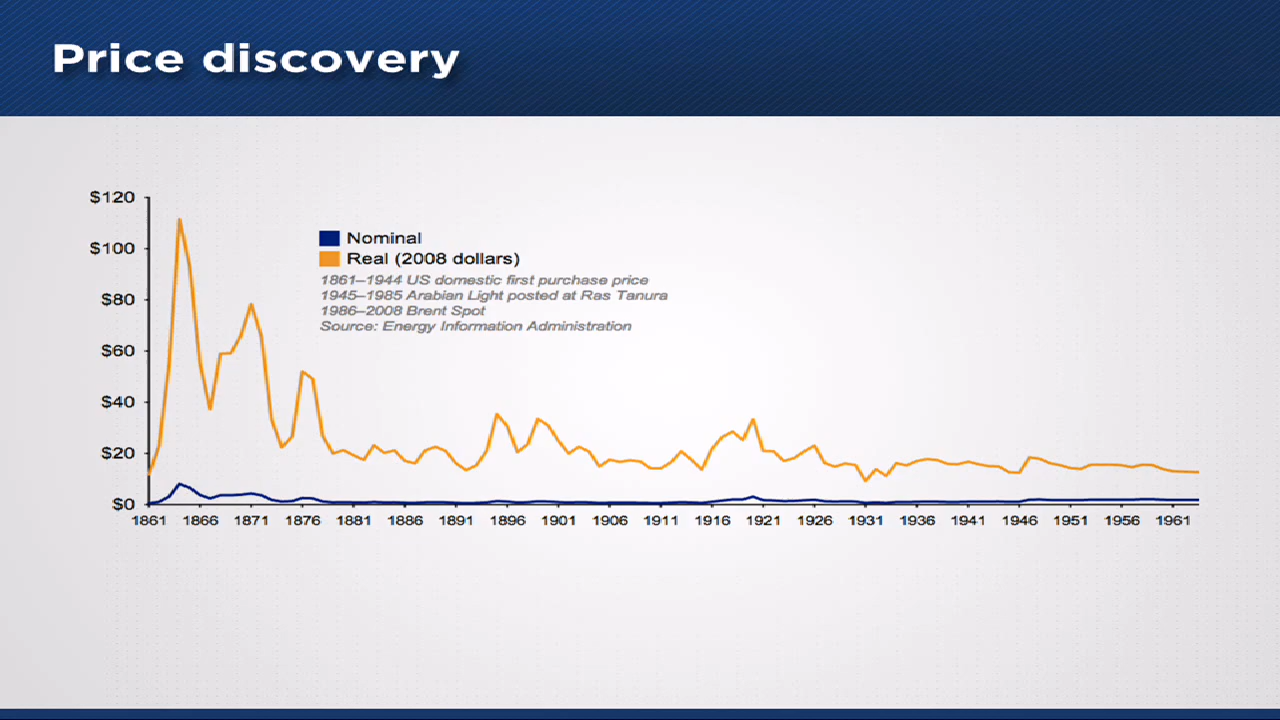 Price discovery
$120
$100
$80
$60
$40
$20
$0
Nominal
Real (2008 dollars)
1861–1944 US domestic first purchase price
1945–1985 Arabian Light posted at Ras Tanura
1986–2008 Brent Spot
Source: Energy Information Administration
1861 1866 1871 1876 1881 1886 1891 1896 1901 1906 1911 1916 1921 1926 1931 1936 1941 1946 1951 1956 1961